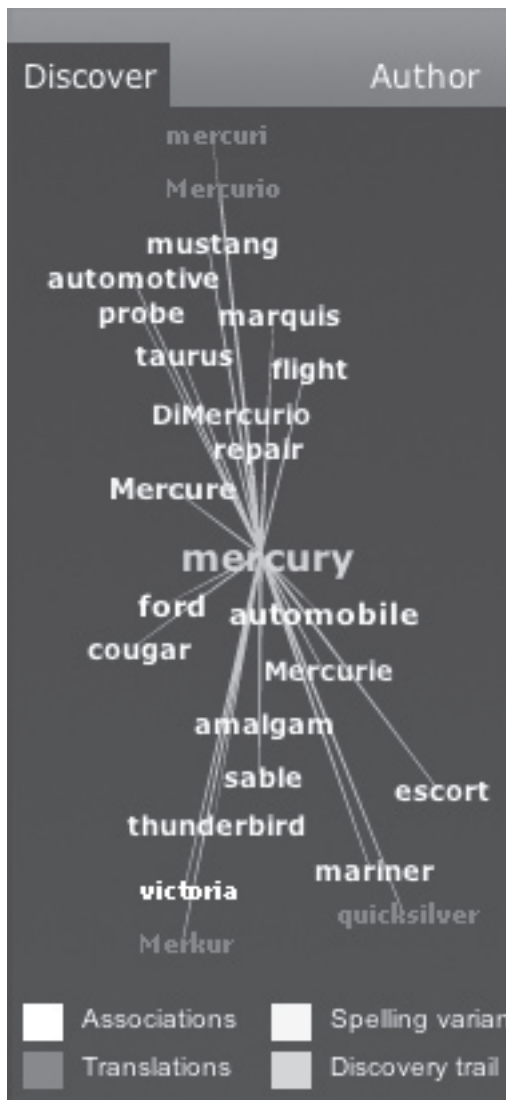 Discover Author
mercuri
Mercurio
mustang
automotive
probe marquis
taurus
flight
DiMercurio
repair
Mercure
mercury
ford automobile
cougar
Mercurie
amalgam
sable
escort
thunderbird
mariner
victoria
quicksilver
Merkur
Associations Spelling varian
Translations Discovery trail